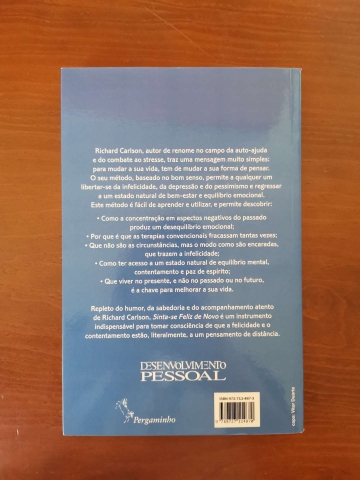 Richard Carlson, autor de renome no campo da auto-ajuda
e do combate ao stresse, traz uma mensagem muito simples:
para mudar a sua vida, tem de mudar a sua forma de pensar.
O seu método, baseado no bom senso, permite a qualquer um
libertar-se da infelicidade, da depressão e do pessimismo e regressar
a um estado natural de bem-estar e equilíbrio emocional.
Este método é fácil de aprender e utilizar, e permite descobrir:
• Como a concentração em aspectos negativos do passado
produz um desequilíbrio emocional;
• Por que é que as terapias convencionais fracassam tantas vezes;
• Que não são as circunstâncias, mas o modo como são encaradas,
que trazem a infelicidade;
• Como ter acesso a um estado natural de equilíbrio mental,
contentamento e paz de espírito;
• Que viver no presente, e não no passado ou no futuro,
é a chave para melhorar a sua vida.
Repleto do humor, da sabedoria e do acompanhamento atento
de Richard Carlson, Sinta-se Feliz de Novo é um instrumento
indispensável para tomar consciência de que a felicidade e o
contentamento estão, literalmente, a um pensamento de distância.
DESENVOLVIMENTO
PESSOAL
Pergaminho
capa: Vitor Duarte